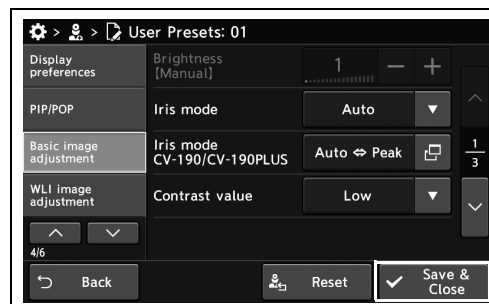 > > User Presets: 01
Display
preferences
Brightness
[Manual]
1
PIP/POP
Iris mode
Auto
Basic image
adjustment
Iris mode
CV-190/CV-190PLUS
Auto ⇔ Peak
1
3
WLI image
adjustment
Contrast value
Low
4/6
Back
Reset
Save &
Close